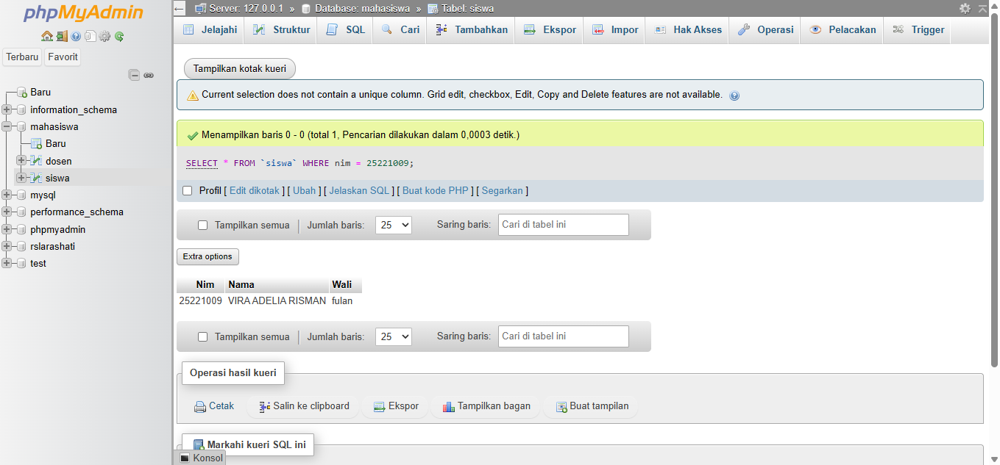 phpMyAdmin
Terbaru Favorit
Baru
information_schema
mahasiswa
Baru
dosen
siswa
mysql
performance_schema
phpmyadmin
rslarashati
test
← Server: 127.0.0.1 » Database: mahasiswa » Tabel: siswa
Jelajahi Struktur SQL Cari Tambahkan Ekspor Impor Hak Akses Operasi Pelacakan Trigger
Tampilkan kotak kueri
Current selection does not contain a unique column. Grid edit, checkbox, Edit, Copy and Delete features are not available.
Menampilkan baris 0 - 0 (total 1, Pencarian dilakukan dalam 0,0003 detik.)
SELECT * FROM `siswa` WHERE nim = 25221009;
Profil [ Edit dikotak ] [ Ubah ] [ Jelaskan SQL ] [ Buat kode PHP ] [ Segarkan ]
Tampilkan semua | Jumlah baris: 25 Saring baris: Cari di tabel ini
Extra options
Nim Nama Wali
25221009 VIRA ADELIA RISMAN fulan
Tampilkan semua | Jumlah baris: 25 Saring baris: Cari di tabel ini
Operasi hasil kueri
Cetak Salin ke clipboard Ekspor Tampilkan bagan Buat tampilan
Markahi kueri SQL ini
Konsol